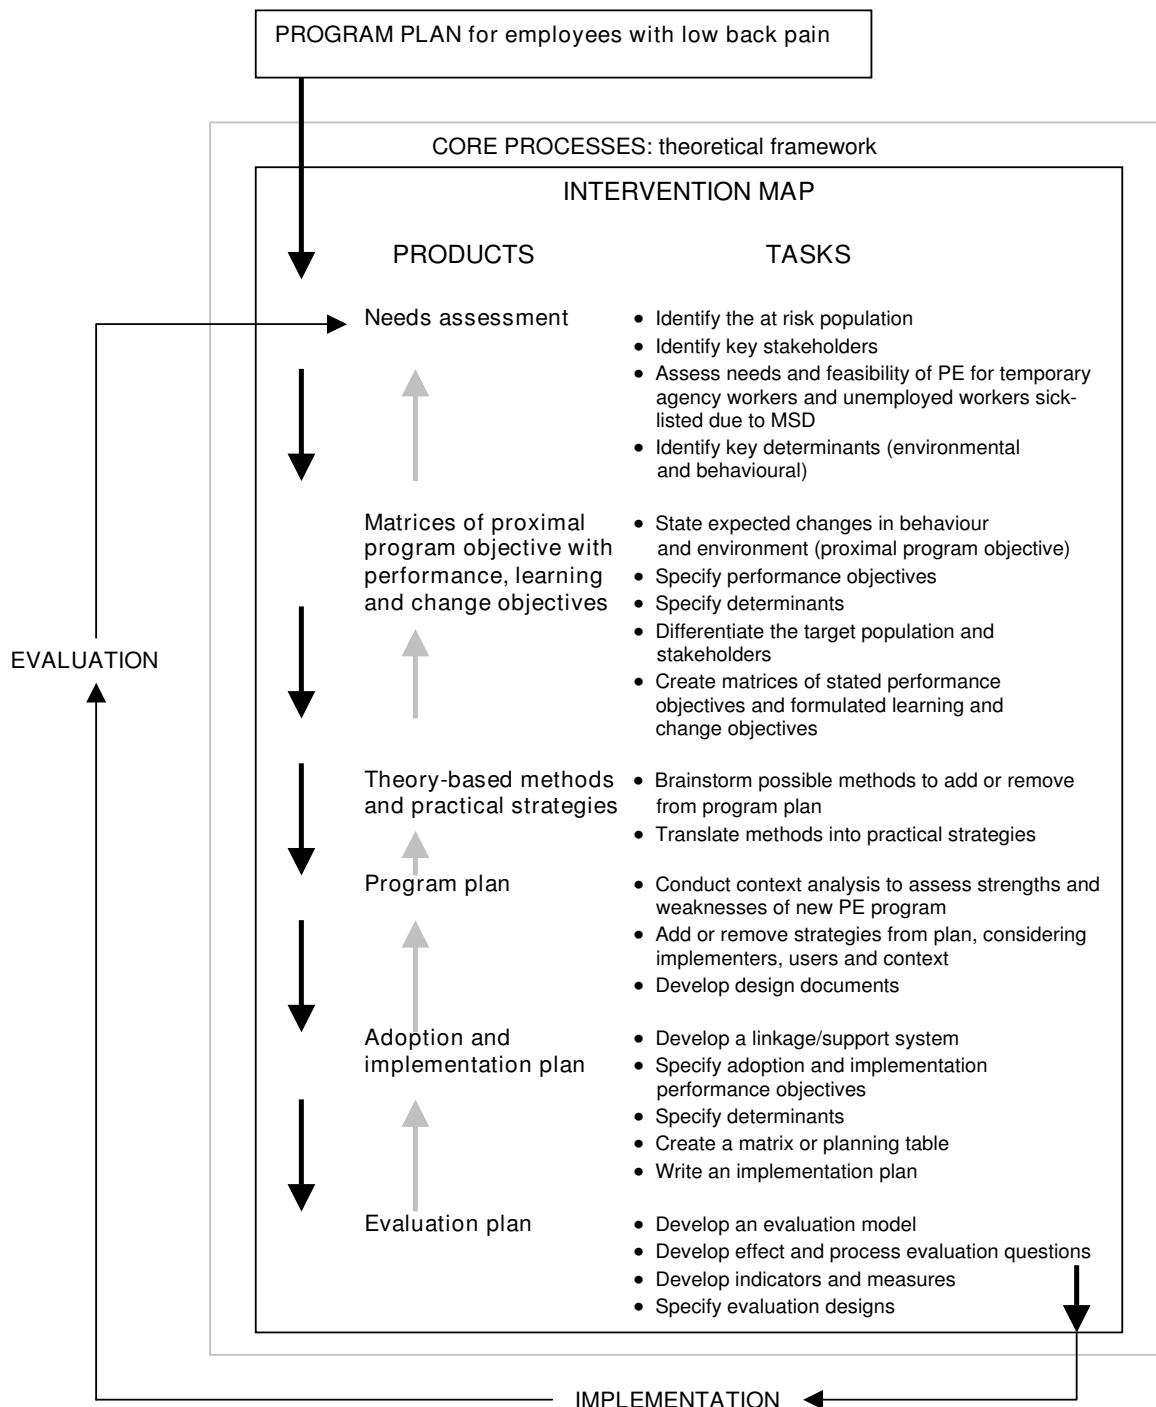 PROGRAM PLAN for employees with low back pain
CORE PROCESSES: theoretical framework
INTERVENTION MAP
PRODUCTS
TASKS
Needs assessment
• Identify the at risk population
• Identify key stakeholders
• Assess needs and feasibility of PE for temporary
agency workers and unemployed workers sick-
listed due to MSD
• Identify key determinants (environmental
and behavioural)
Matrices of proximal
program objective with
performance, learning
and change objectives
• State expected changes in behaviour
and environment (proximal program objective)
• Specify performance objectives
• Specify determinants
• Differentiate the target population and
stakeholders
• Create matrices of stated performance
objectives and formulated learning and
change objectives
EVALUATION
Theory-based methods
and practical strategies
• Brainstorm possible methods to add or remove
from program plan
• Translate methods into practical strategies
Program plan
• Conduct context analysis to assess strengths and
weaknesses of new PE program
• Add or remove strategies from plan, considering
implementers, users and context
• Develop design documents
Adoption and
implementation plan
• Develop a linkage/support system
• Specify adoption and implementation
performance objectives
• Specify determinants
• Create a matrix or planning table
• Write an implementation plan
Evaluation plan
• Develop an evaluation model
• Develop effect and process evaluation questions
• Develop indicators and measures
• Specify evaluation designs
IMPLEMENTATION